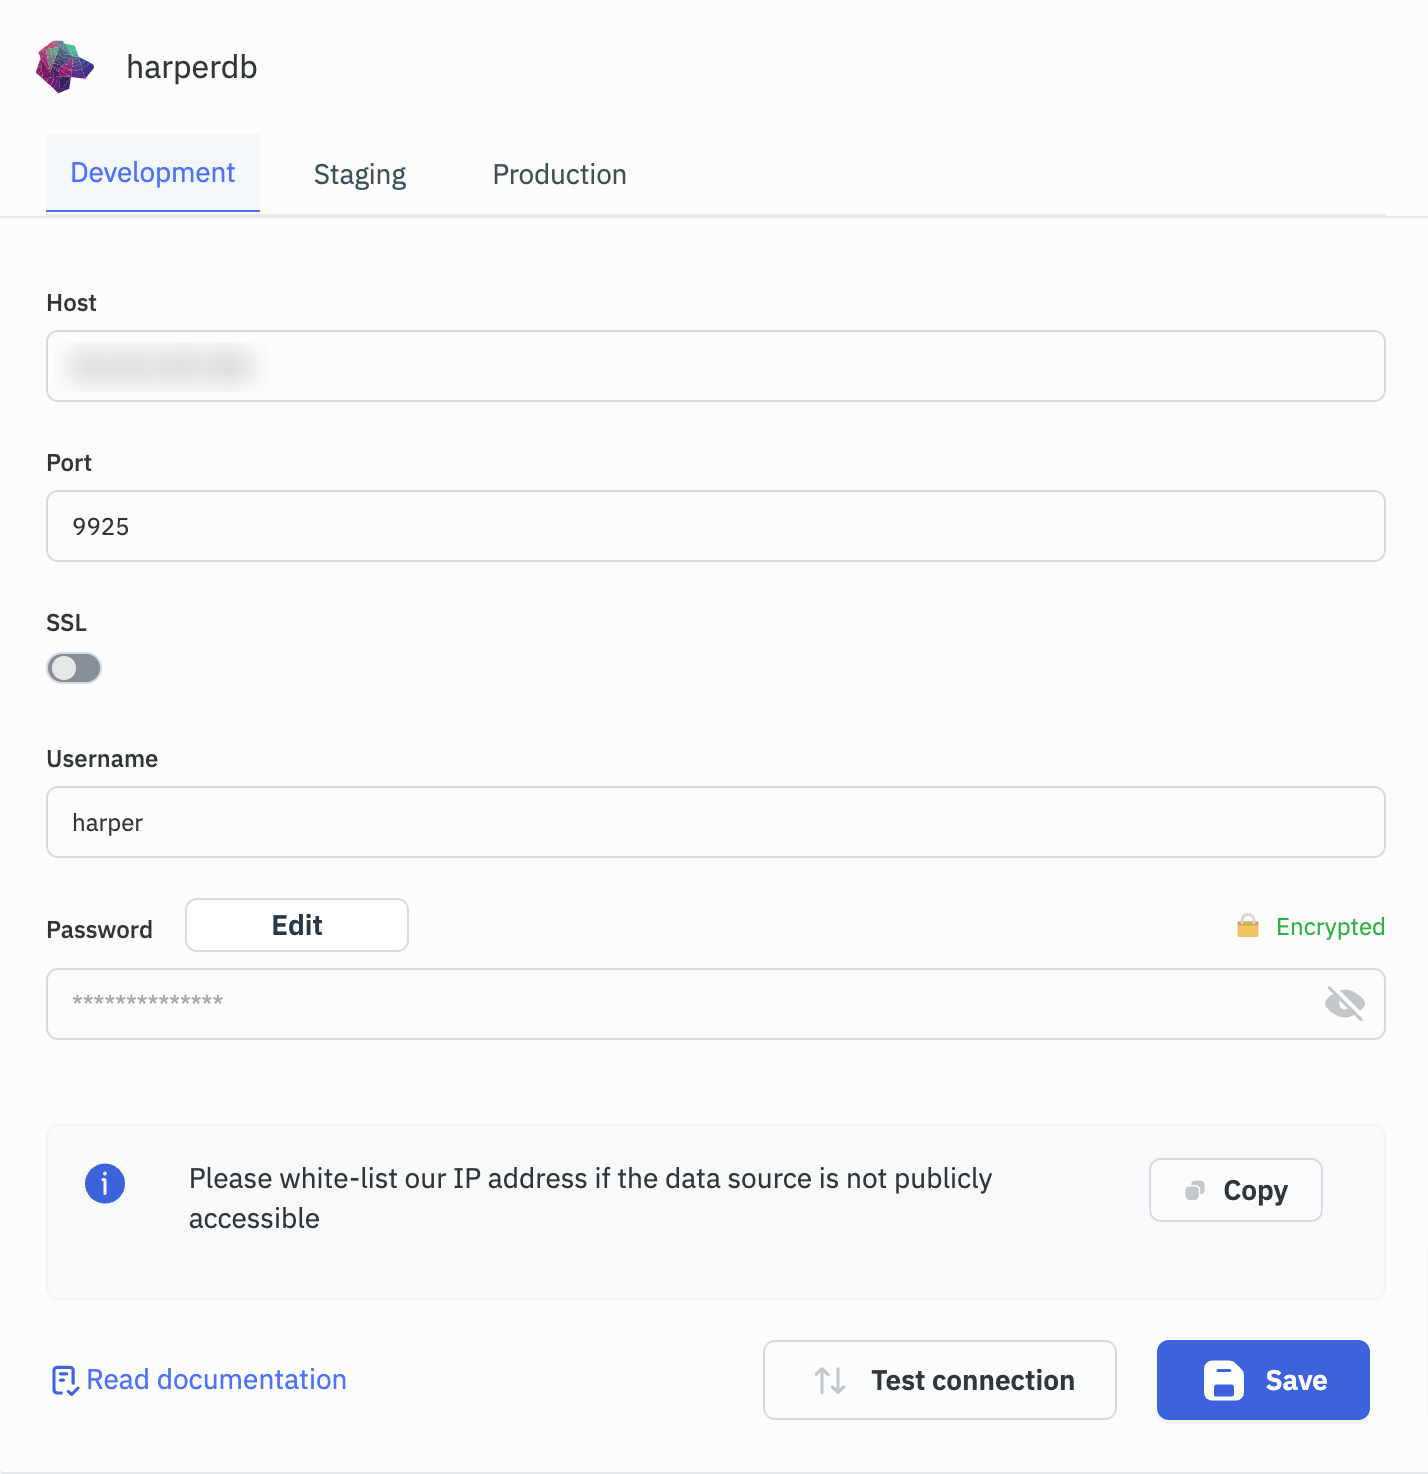 harperdb
Development Staging Production
Host
Port
9925
SSL
Username
harper
Password Edit Encrypted
**************
Please white-list our IP address if the data source is not publicly
accessible
Copy
Read documentation Test connection Save